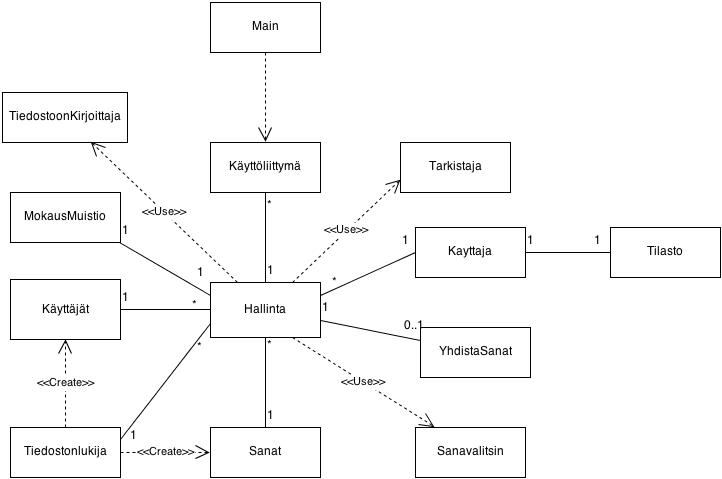 Main
TiedostoonKirjoittaja
Käyttöliittymä
Tarkistaja
*
<<Use>>
<<Use>>
MokausMuistio
1
1
1
1
1
1
*
Kayttaja
Tilasto
Käyttäjät
1
*
Hallinta
1
0..1
YhdistaSanat
*
*
<<Create>>
<<Use>>
1
1
Tiedostonlukija
<<Create>>
Sanat
Sanavalitsin